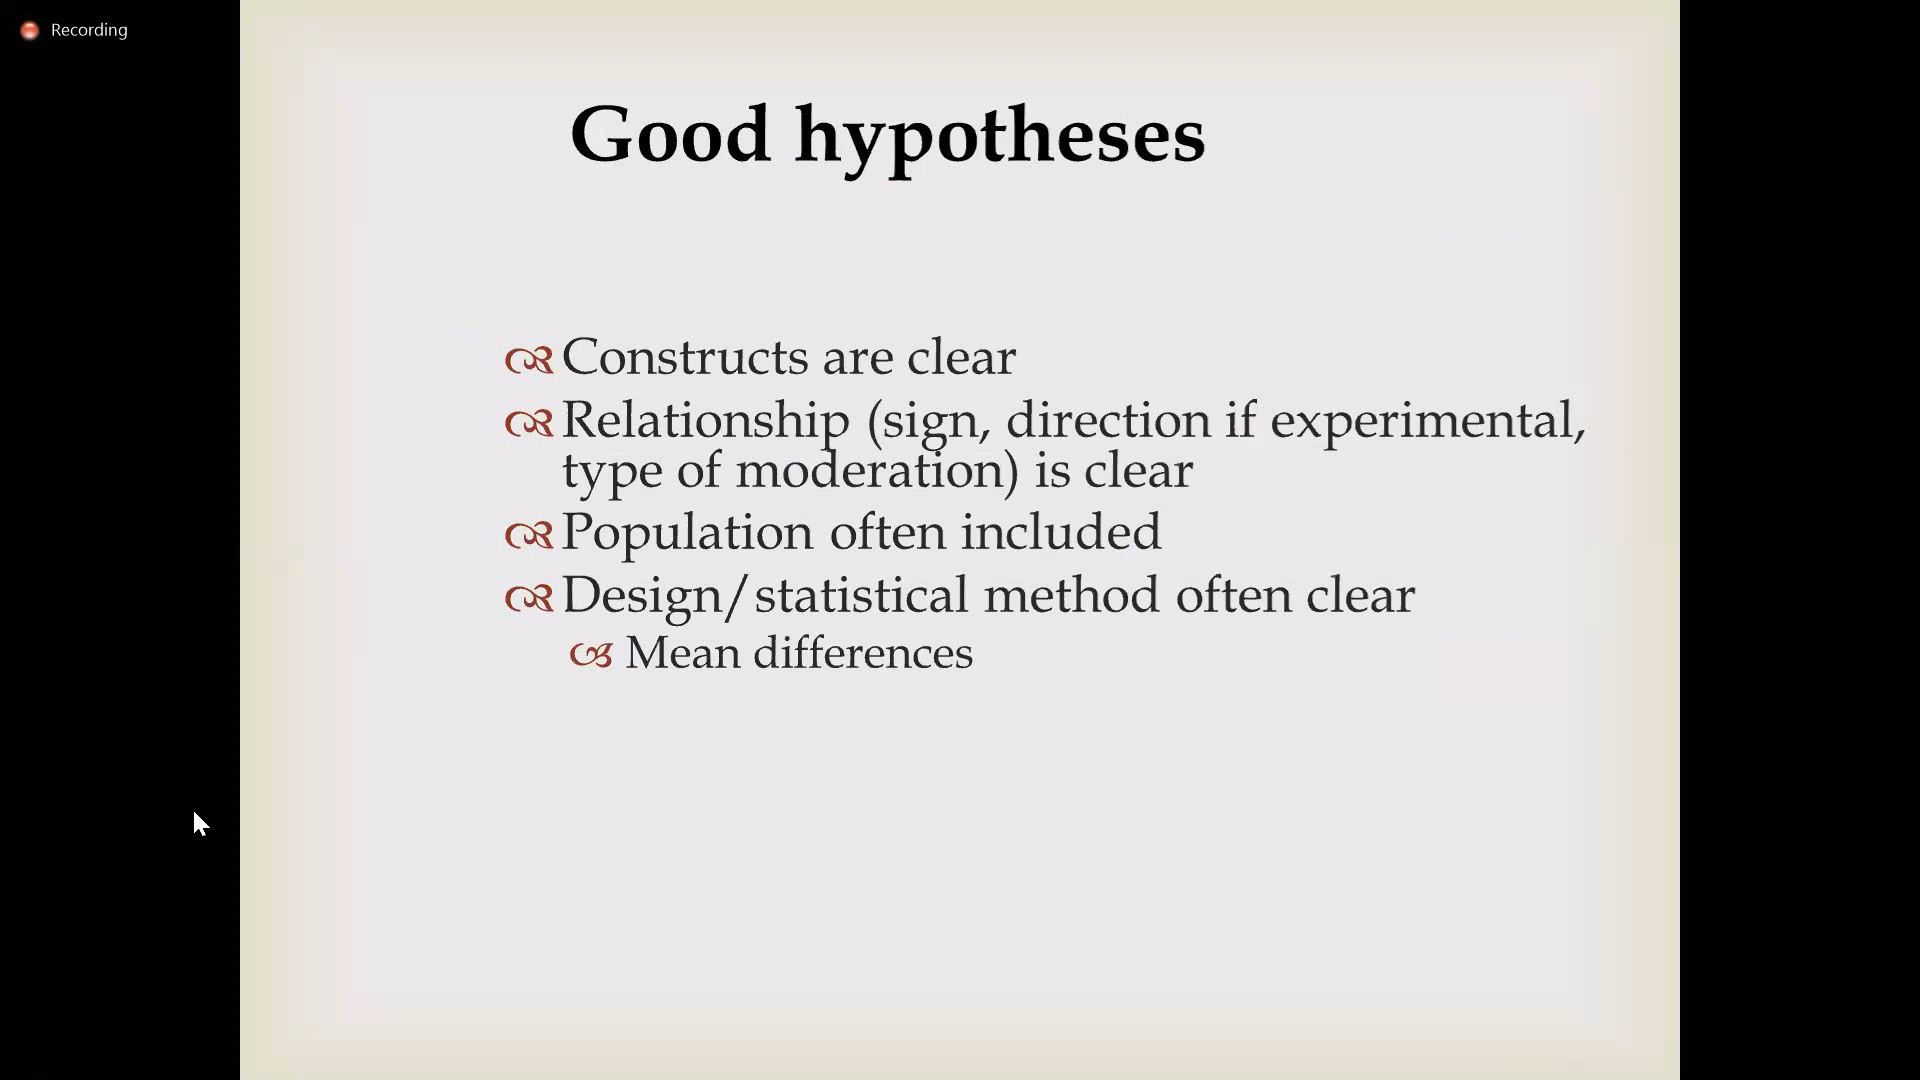 Recording
Good hypotheses
Constructs are clear
Relationship (sign, direction if experimental,
type of moderation) is clear
Population often included
Design/statistical method often clear
Mean differences